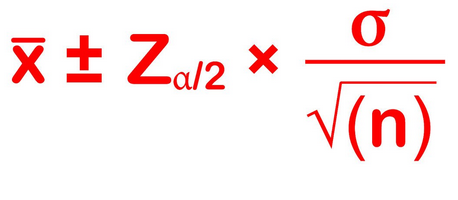 x̅ ± Zα/2 × σ/√(n)